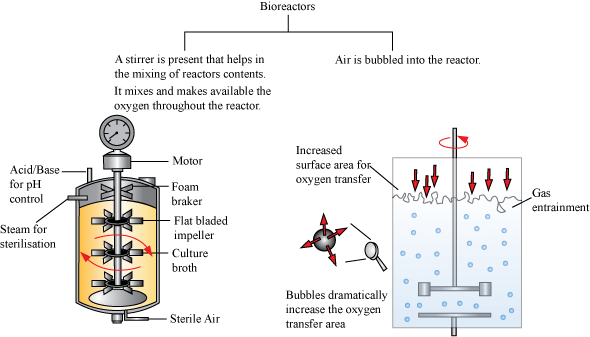 Bioreactors
A stirrer is present that helps in
the mixing of reactors contents.
It mixes and makes available the
oxygen throughout the reactor.
Air is bubbled into the reactor.
Motor
Acid/Base
for pH
control
Foam
braker
Steam for
sterilisation
Flat bladed
impeller
Culture
broth
Sterile Air
Increased
surface area for
oxygen transfer
Gas
entrainment
Bubbles dramatically
increase the oxygen
transfer area